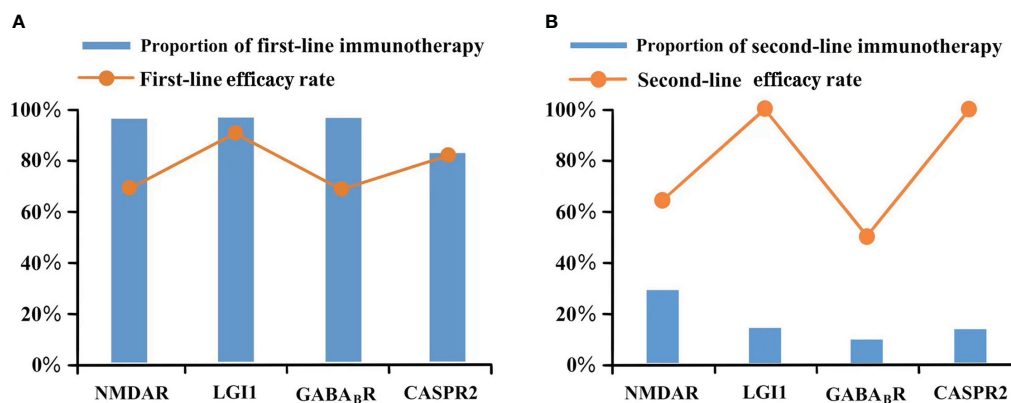 A
Proportion of first-line immunotherapy
First-line efficacy rate
100%
80%
60%
40%
20%
0%
NMDAR LGI1 GABABR CASPR2
B
Proportion of second-line immunotherapy
Second-line efficacy rate
100%
80%
60%
40%
20%
0%
NMDAR LGI1 GABABR CASPR2